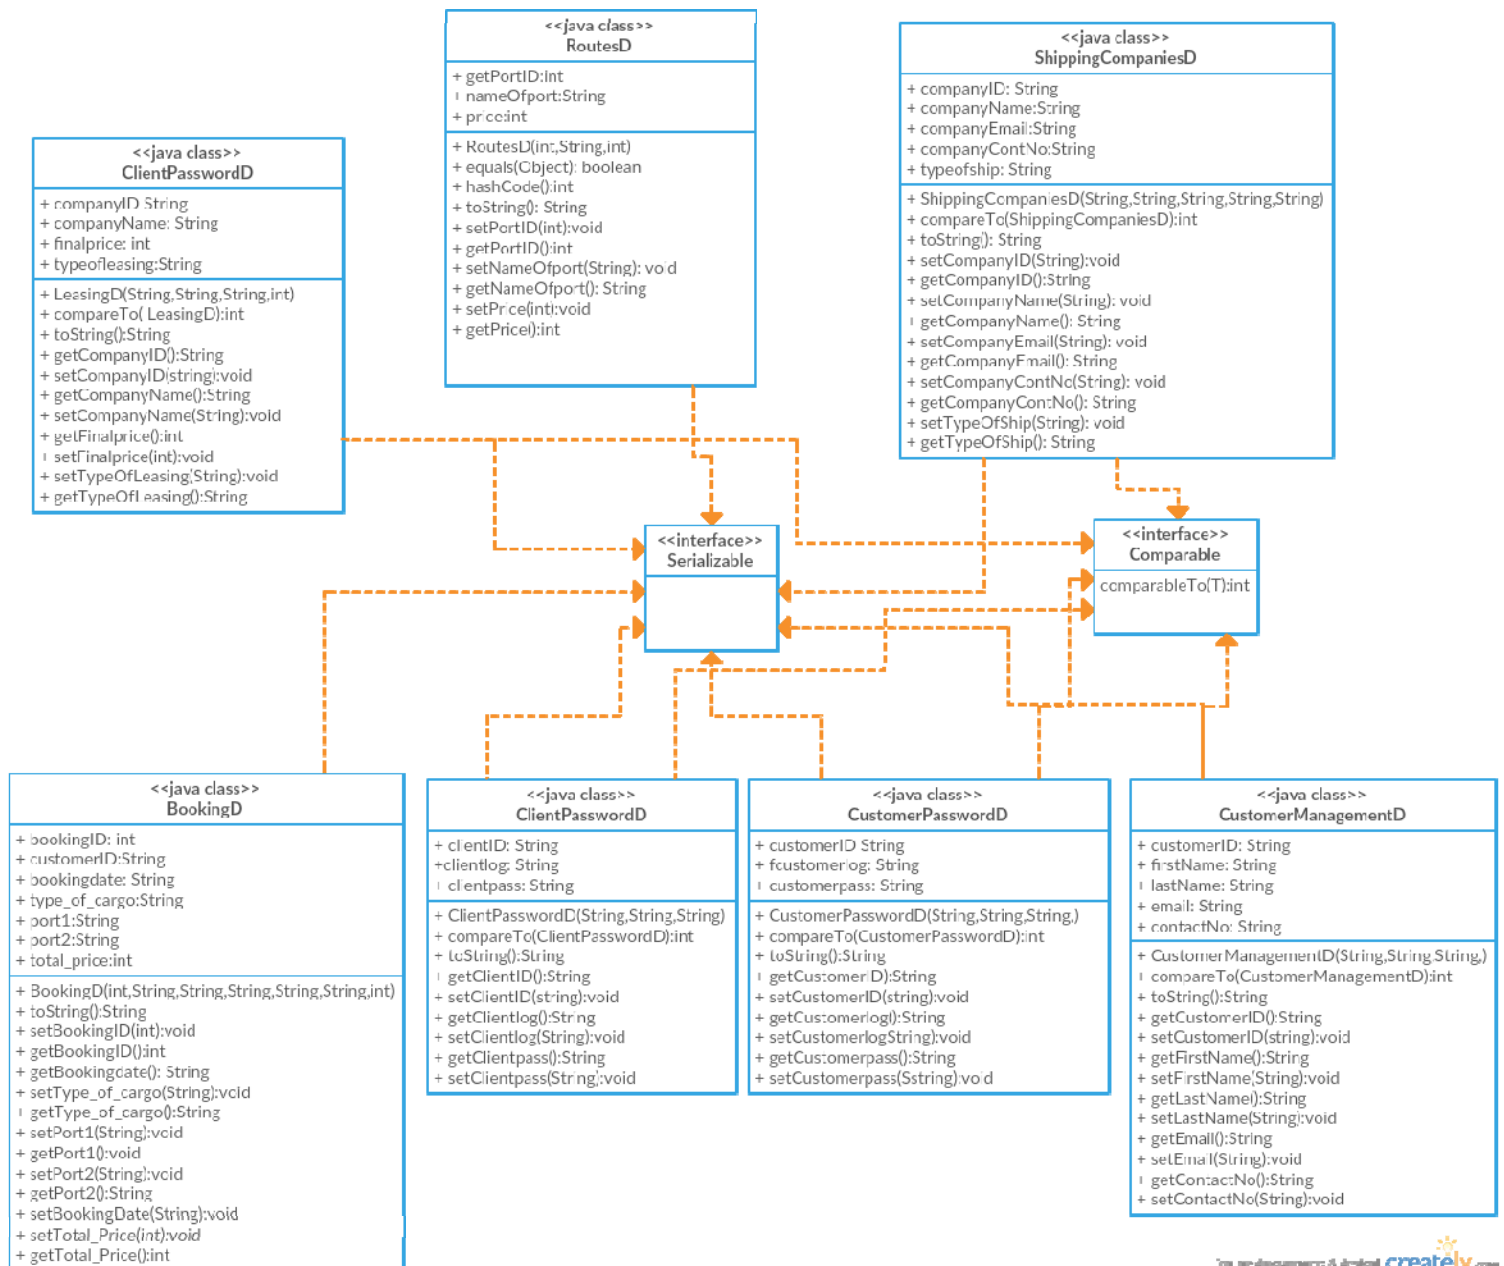 <<java class>>
RoutesD
+ getPortID:int
+ nameOfport:String
+ price:int
+ RoutesD(int,String,int)
+ equals(Object): boolean
+ hashCode():int
+ toString(): String
+ setPortID(int):void
+ getPortID():int
+ setNameOfport(String): void
+ getNameOfport(): String
+ setPrice(int):void
+ getPrice():int
<<java class>>
ShippingCompaniesD
+ companyID: String
+ companyName:String
+ companyEmail:String
+ companyContNo:String
+ typeofship: String
+ ShippingCompaniesD(String,String,String,String,String)
+ compareTo(ShippingCompaniesD):int
+ toString(): String
+ setCompanyID(String):void
+ getCompanyID():String
+ setCompanyName(String): void
+ getCompanyName(): String
+ setCompanyEmail(String): void
+ getCompanyEmail(): String
+ setCompanyContNo(String): void
+ getCompanyContNo(): String
+ setTypeOfShip(String): void
+ getTypeOfShip(): String
<<java class>>
ClientPasswordD
+ companyID String
+ companyName: String
+ finalprice: int
+ typeofleasing:String
+ LeasingD(String,String,String,int)
+ compareTo( LeasingD):int
+ toString():String
+ getCompanyID():String
+ setCompanyID(string):void
+ getCompanyName():String
+ setCompanyName(String):void
+ getFinalprice():int
+ setFinalprice(int):void
+ setTypeOfLeasing(String):void
+ getTypeOfLeasing():String
<<interface>>
Serializable
<<interface>>
Comparable
comparableTo(T):int
<<java class>>
BookingD
+ bookingID: int
+ customerID:String
+ bookingdate: String
+ type_of_cargo:String
+ port1:String
+ port2:String
+ total_price:int
+ BookingD(int,String,String,String,String,String,int)
+ toString():String
+ setBookingID(int):void
+ getBookingID():int
+ getBookingdate(): String
+ setType_of_cargo(String):void
+ getType_of_cargo():String
+ setPort1(String):void
+ getPort1():void
+ setPort2(String):void
+ getPort2():String
+ setBookingDate(String):void
+ setTotal_Price(int):void
+ getTotal_Price():int
<<java class>>
ClientPasswordD
+ clientID: String
+clientlog: String
+ clientpass: String
+ ClientPasswordD(String,String,String)
+ compareTo(ClientPasswordD):int
+ toString():String
+ getClientID():String
+ setClientID(string):void
+ getClientlog():String
+ setClientlog(String):void
+ getClientpass():String
+ setClientpass(String):void
<<java class>>
CustomerPasswordD
+ customerID String
+ fcustomerlog: String
+ customerpass: String
+ CustomerPasswordD(String,String,String,)
+ compareTo(CustomerPasswordD):int
+ toString():String
+ getCustomerID):String
+ setCustomerID(string):void
+ getCustomerlog():String
+ setCustomerlogString):void
+ getCustomerpass():String
+ setCustomerpass(Sstring):void
<<java class>>
CustomerManagementD
+ customerID: String
+ firstName: String
+ lastName: String
+ email: String
+ contactNo: String
+ CustomerManagementD(String,String,String,)
+ compareTo(CustomerManagementD):int
+ toString():String
+ getCustomerID():String
+ setCustomerID(string):void
+ getFirstName():String
+ setFirstName(String):void
+ getLastName():String
+ setLastName(String):void
+ getEmail():String
+ setEmail(String):void
+ getContactNo():String
+ setContactNo(String):void
creately